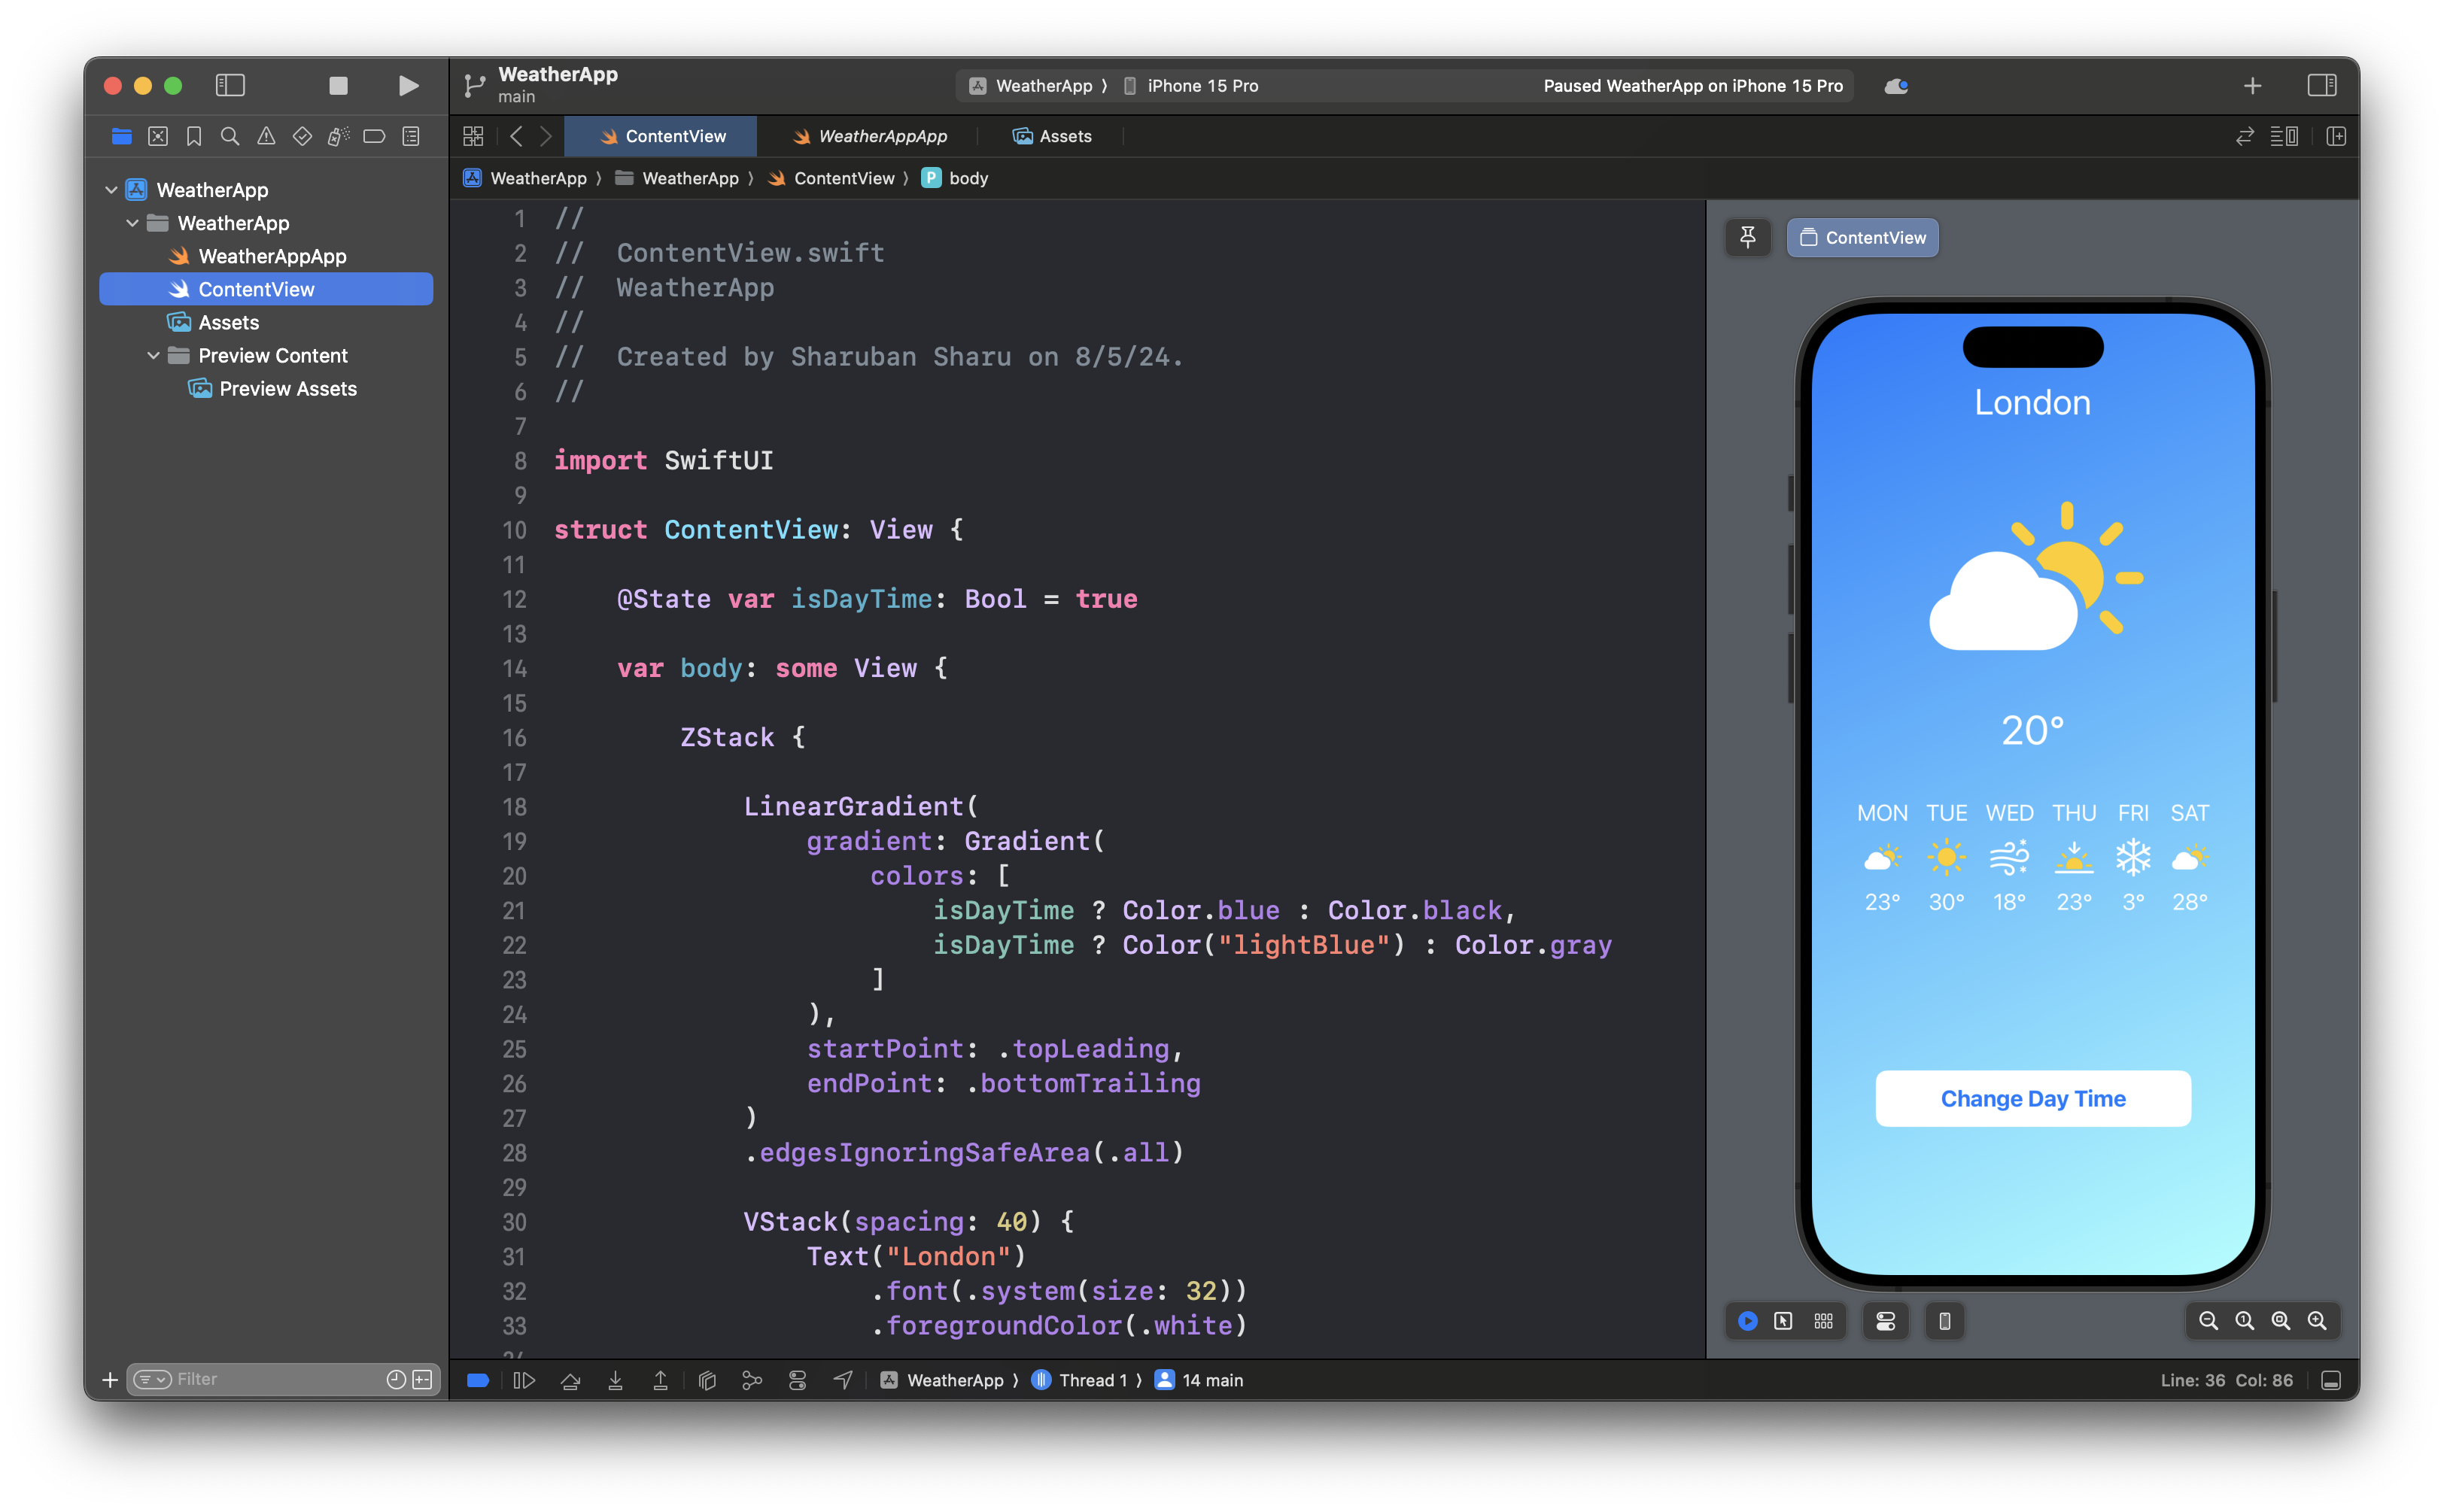 WeatherApp
main
WeatherApp 〉 iPhone 15 Pro
Paused WeatherApp on iPhone 15 Pro
ContentView
WeatherAppApp
Assets
WeatherApp 〉 WeatherApp 〉 ContentView 〉 P body
WeatherApp
WeatherApp
WeatherAppApp
ContentView
Assets
Preview Content
Preview Assets
Filter
1 //
2 //  ContentView.swift
3 //  WeatherApp
4 //
5 //  Created by Sharuban Sharu on 8/5/24.
6 //
7
8 import SwiftUI
9
10 struct ContentView: View {
11
12     @State var isDayTime: Bool = true
13
14     var body: some View {
15
16         ZStack {
17
18             LinearGradient(
19                 gradient: Gradient(
20                     colors: [
21                         isDayTime ? Color.blue : Color.black,
22                         isDayTime ? Color("lightBlue") : Color.gray
23                     ]
24                 ),
25                 startPoint: .topLeading,
26                 endPoint: .bottomTrailing
27             )
28             .edgesIgnoringSafeArea(.all)
29
30             VStack(spacing: 40) {
31                 Text("London")
32                     .font(.system(size: 32))
33                     .foregroundColor(.white)
ContentView
London
20°
MON TUE WED THU FRI SAT
23° 30° 18° 23° 3° 28°
Change Day Time
WeatherApp 〉 Thread 1 〉 14 main
Line: 36 Col: 86